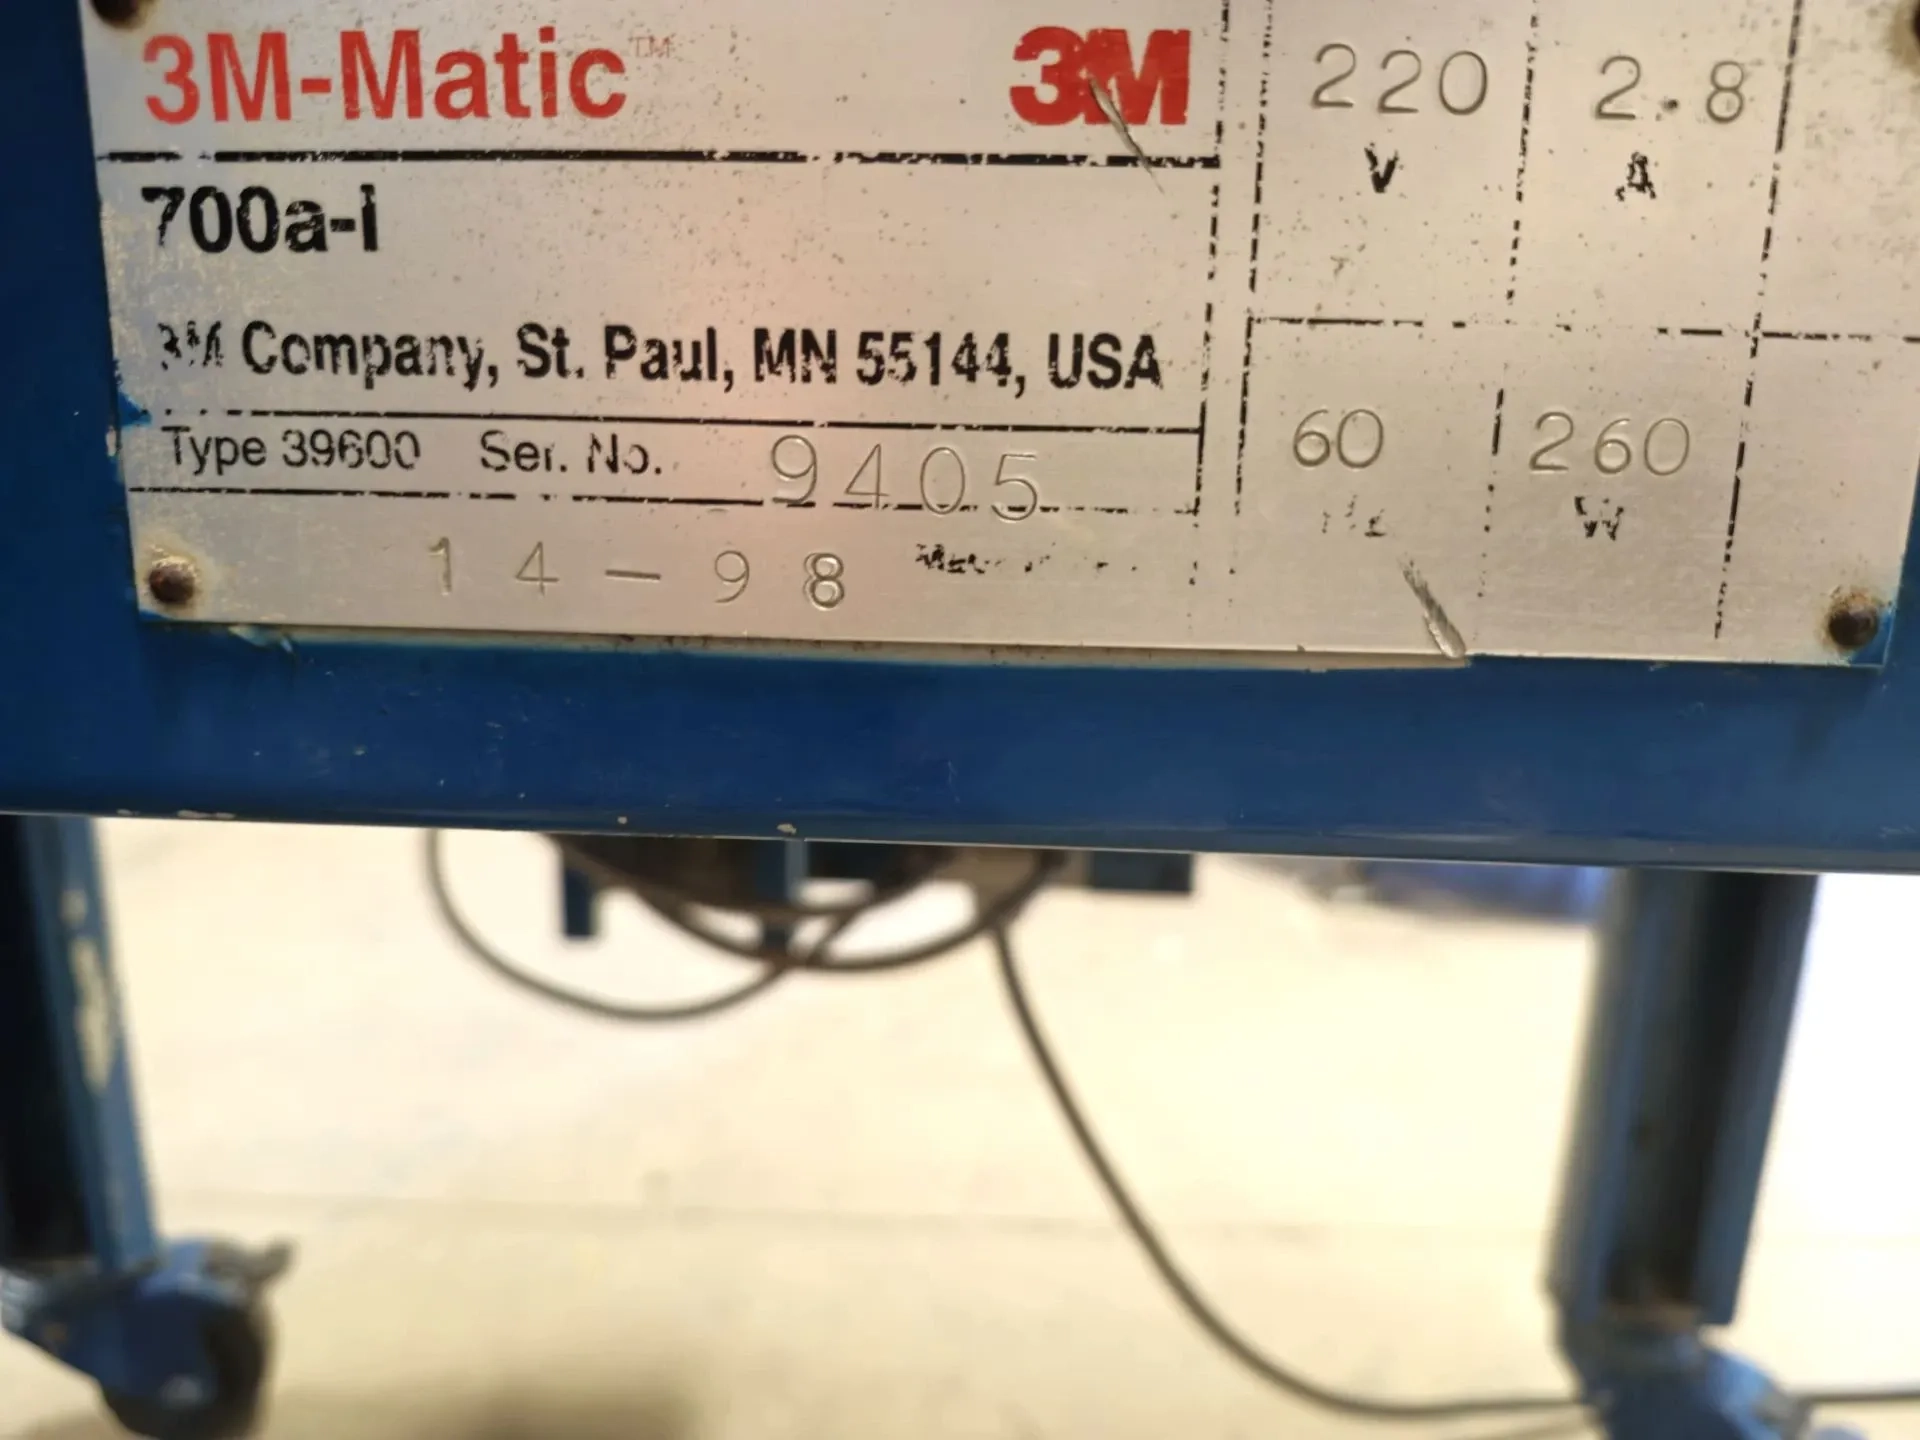 3M-Matic™ 3M
700a-I
3M Company, St. Paul, MN 55144, USA
Type 39600 Ser. No. 9405
14-98
220 2.8
V A
60 260
Hz W